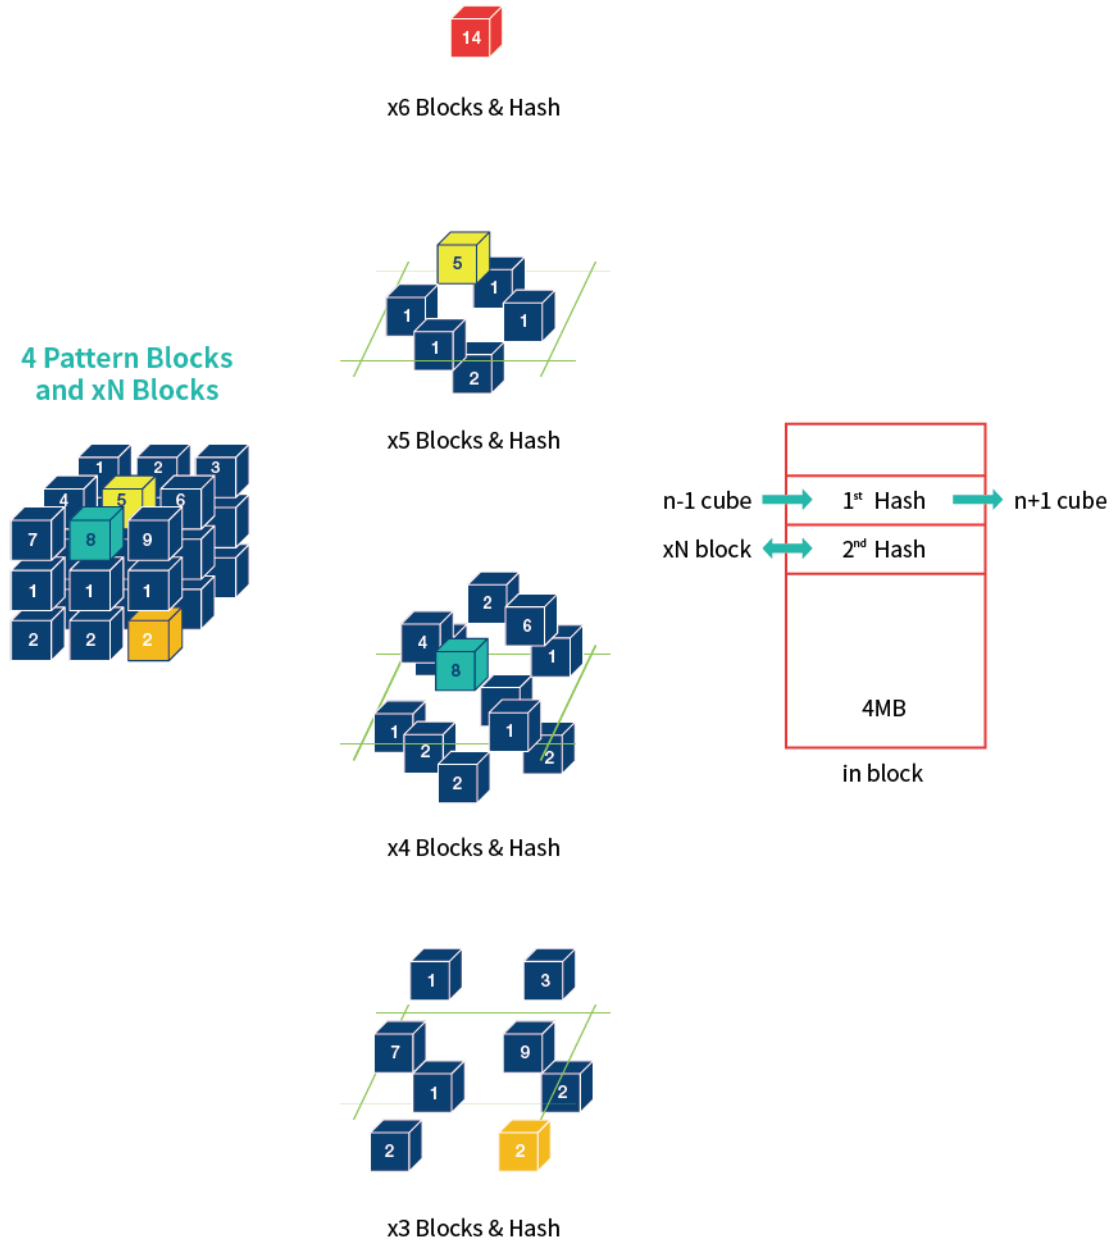 14
x6 Blocks & Hash
5
1
1
1
1
2
x5 Blocks & Hash
4 Pattern Blocks
and xN Blocks
1 2 3
4 5 6
7 8 9
1 1 1
2 2 2
2
6
4
1
8
1
1
2
2
2
x4 Blocks & Hash
n-1 cube 1st Hash n+1 cube
xN block 2nd Hash
4MB
in block
1 3
7 9
1 2
2 2
x3 Blocks & Hash